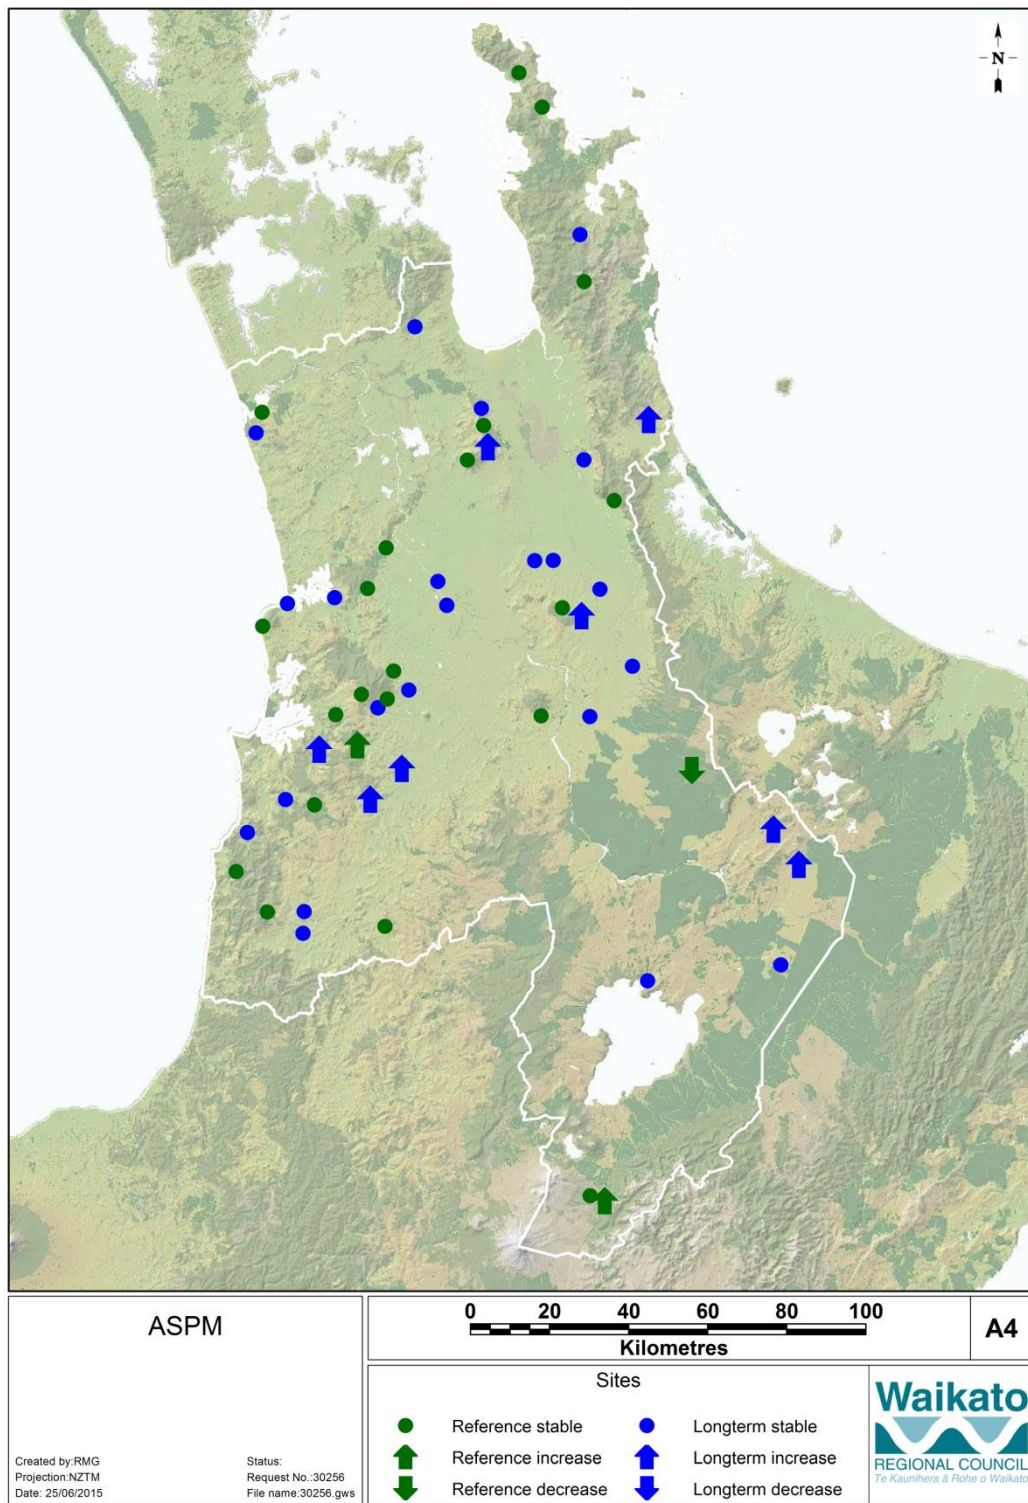 N
ASPM
0 20 40 60 80 100
Kilometres
A4
Sites
Reference stable
Longterm stable
Reference increase
Longterm increase
Reference decrease
Longterm decrease
Created by:RMG
Projection:NZTM
Date: 25/06/2015
Status:
Request No.:30256
File name:30256.gws
Waikato
REGIONAL COUNCIL
Te Kaunihera ā Rohe o Waikato